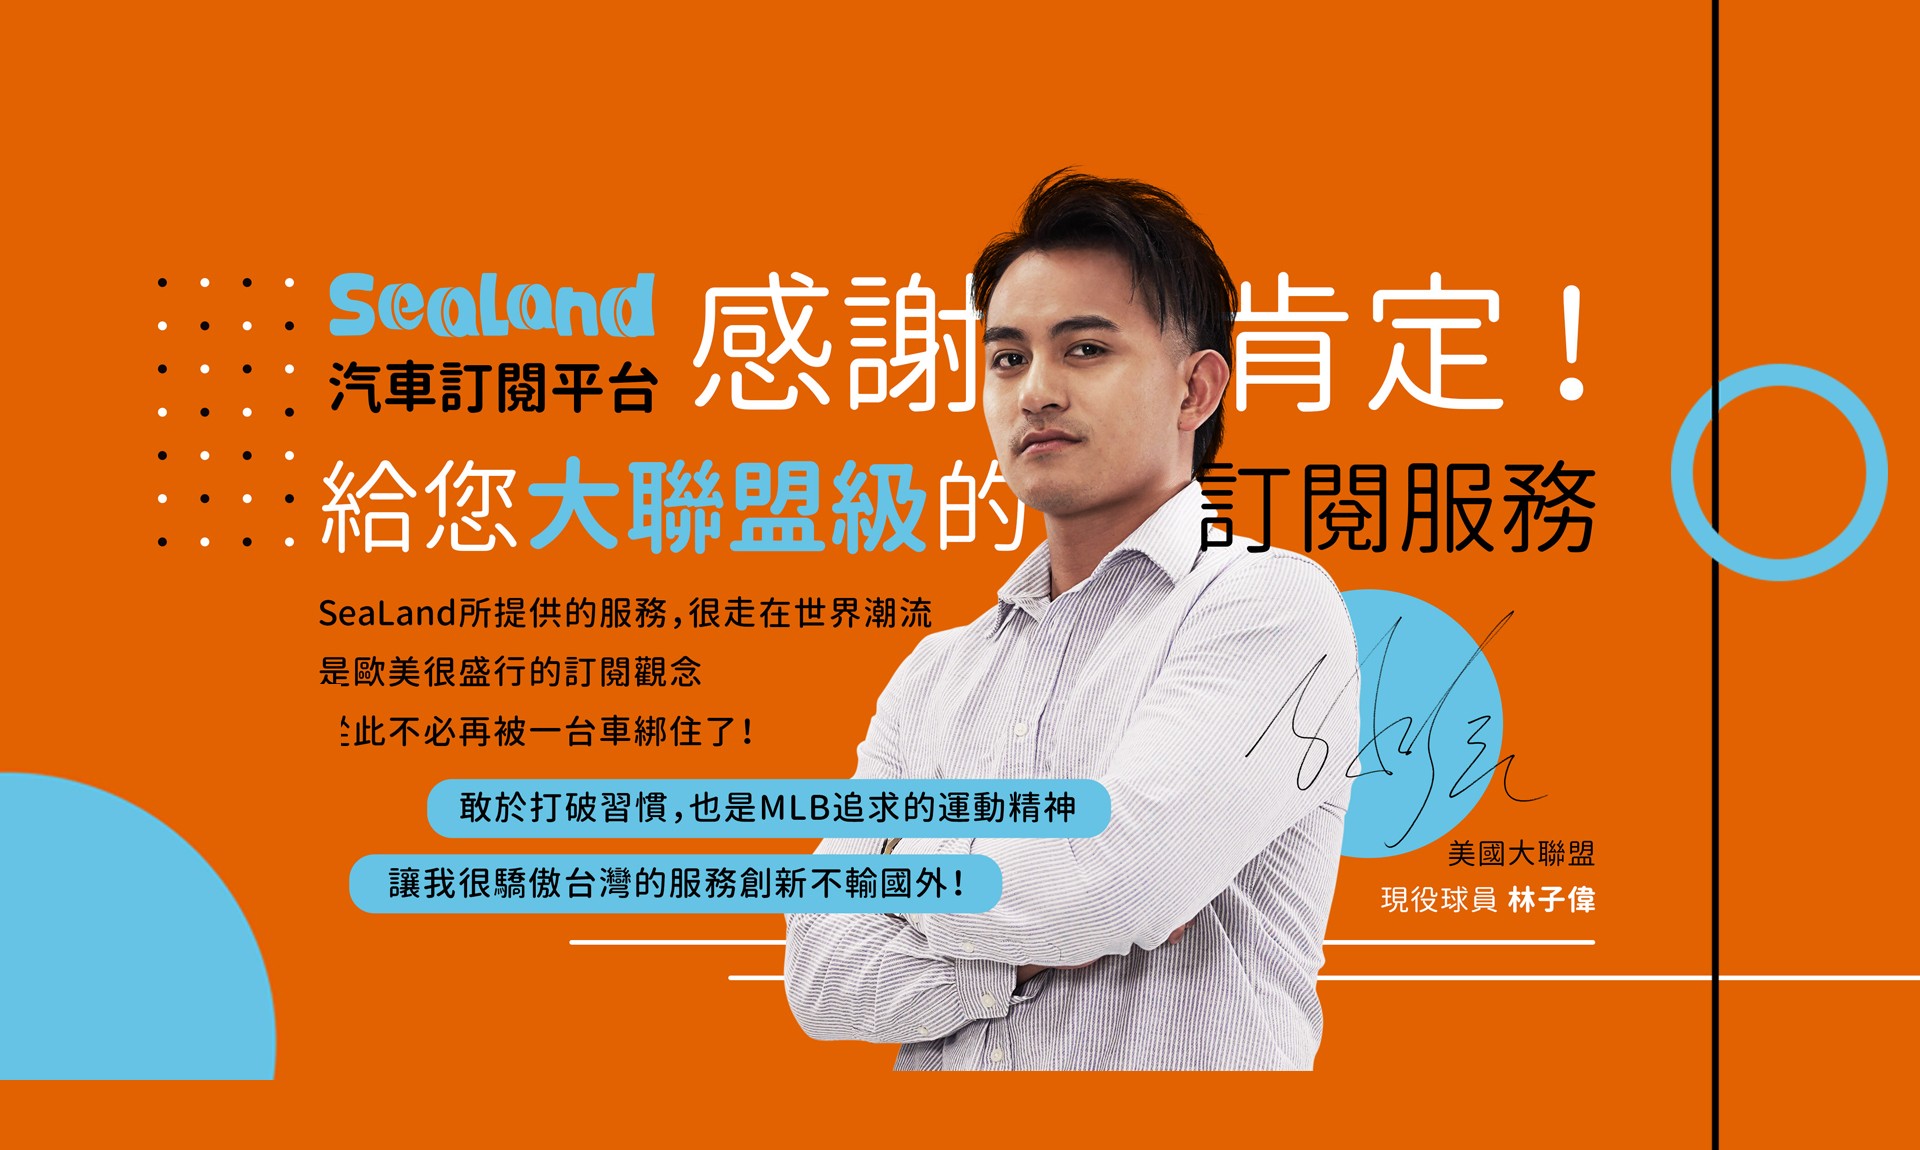 SeaLand
汽車訂閱平台
感謝 肯定！
給您大聯盟級的 訂閱服務
SeaLand所提供的服務，很走在世界潮流
是歐美很盛行的訂閱觀念
從此不必再被一台車綁住了！
敢於打破習慣，也是MLB追求的運動精神
讓我很驕傲台灣的服務創新不輸國外！
美國大聯盟
現役球員 林子偉